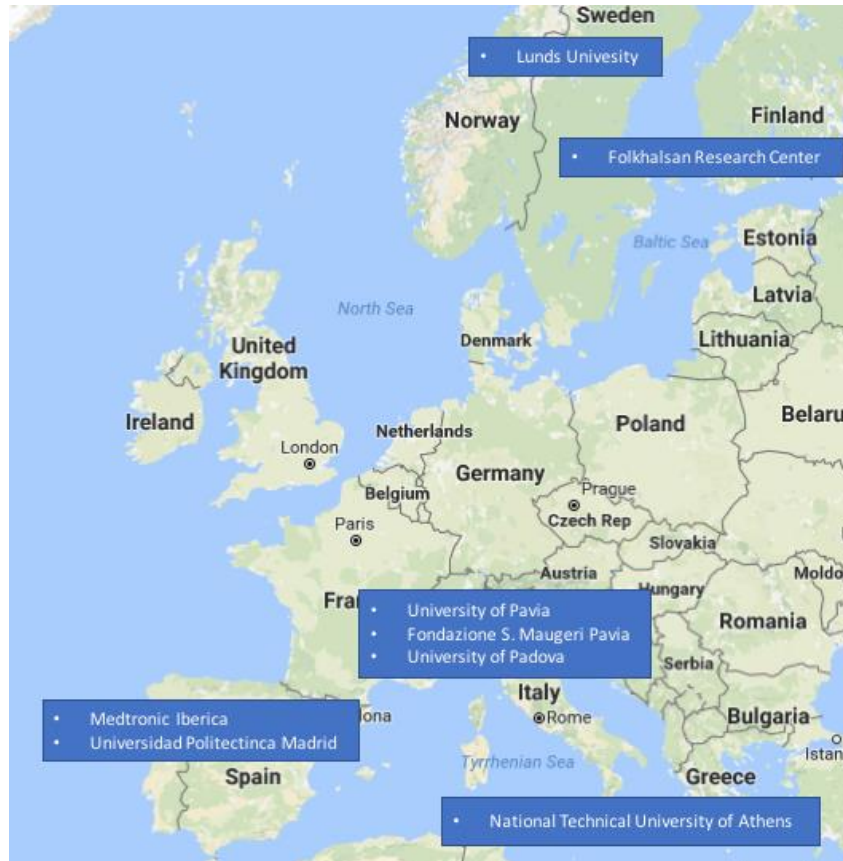 Sweden
• Lunds Univesity
Norway
Finland
• Folkhalsan Research Center
Baltic Sea
Estonia
Latvia
North Sea
Lithuania
Denmark
United
Kingdom
Ireland
Belaru
Poland
Netherlands
London
Germany
Belgium
Prague
Czech Rep
Paris
Slovakia
Austria
Moldo
Hungary
Fran
• University of Pavia
• Fondazione S. Maugeri Pavia
• University of Padova
Romania
Serbia
Italy
• Medtronic Iberica
• Universidad Politectinca Madrid
lona
Rome
Bulgaria
Istan
Tyrrhenian Sea
Spain
Greece
• National Technical University of Athens